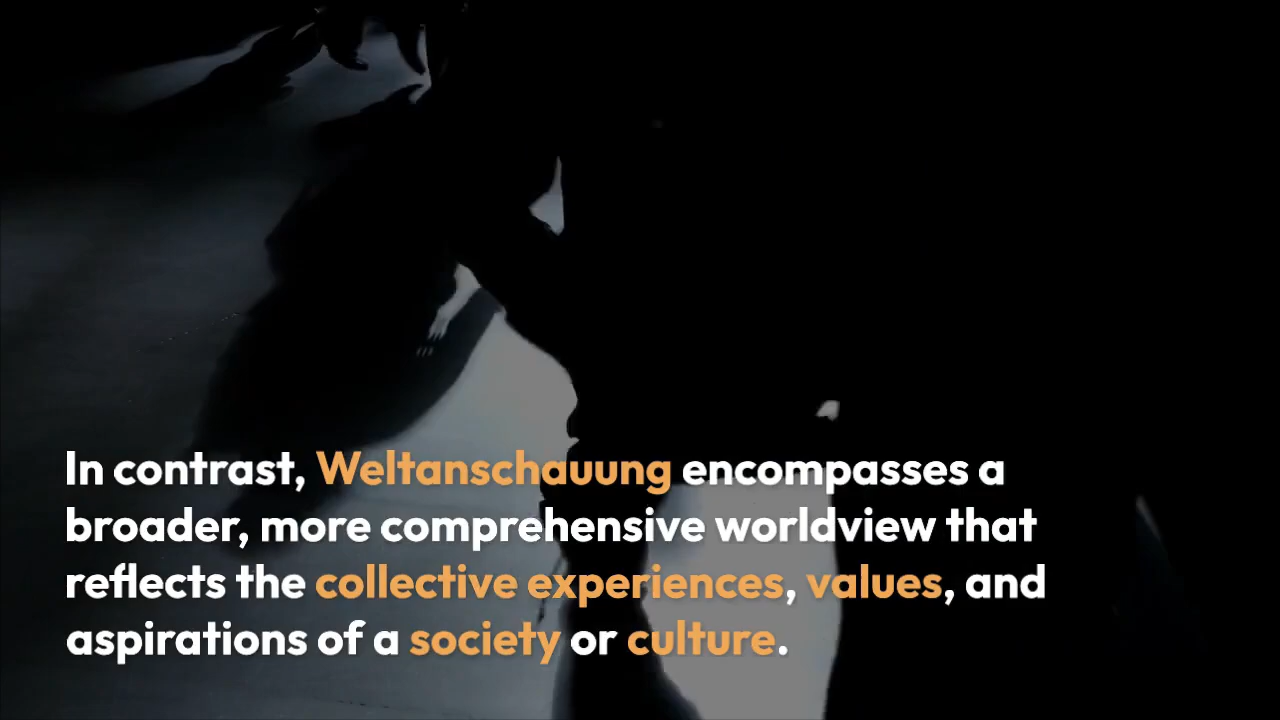 In contrast, Weltanschauung encompasses a
broader, more comprehensive worldview that
reflects the collective experiences, values, and
aspirations of a society or culture.